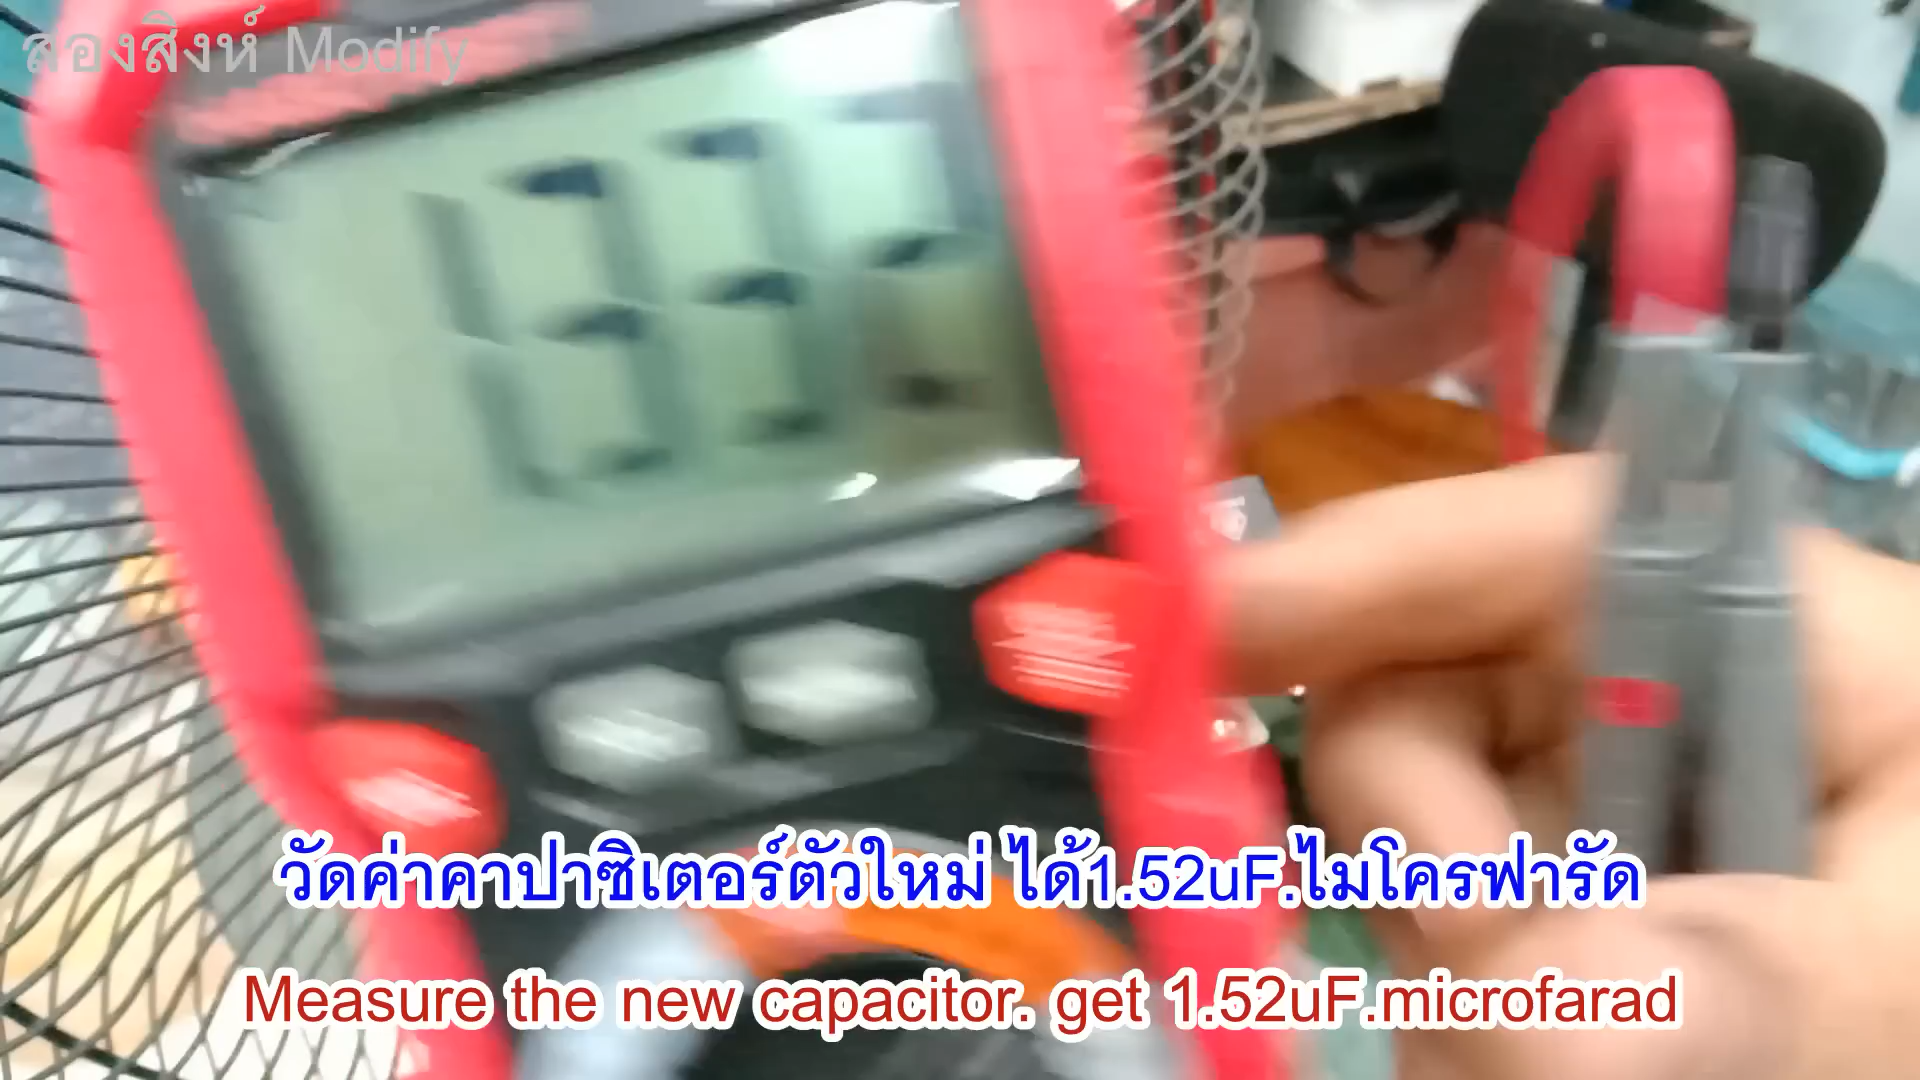 ลองสิงห์ Modify
วัดค่าคาปาซิเตอร์ตัวใหม่ ได้1.52uF.ไมโครฟารัด
Measure the new capacitor. get 1.52uF.microfarad